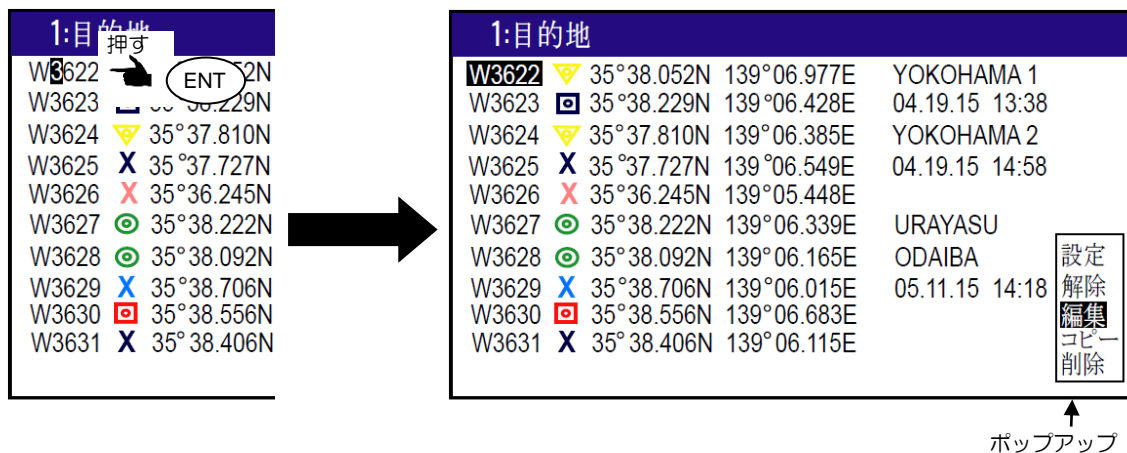 1:目的地
押す
ENT
W3622 52N
W3623 35°38.229N
W3624 35°37.810N
W3625 X 35°37.727N
W3626 X 35°36.245N
W3627 35°38.222N
W3628 35°38.092N
W3629 X 35°38.706N
W3630 35°38.556N
W3631 X 35°38.406N
1:目的地
W3622 35°38.052N 139°06.977E YOKOHAMA 1
W3623 35°38.229N 139°06.428E 04.19.15 13:38
W3624 35°37.810N 139°06.385E YOKOHAMA 2
W3625 X 35°37.727N 139°06.549E 04.19.15 14:58
W3626 X 35°36.245N 139°05.448E
W3627 35°38.222N 139°06.339E URAYASU
W3628 35°38.092N 139°06.165E ODAIBA
W3629 X 35°38.706N 139°06.015E 05.11.15 14:18
W3630 35°38.556N 139°06.683E
W3631 X 35°38.406N 139°06.115E
設定
解除
編集
コピー
削除
ポップアップ